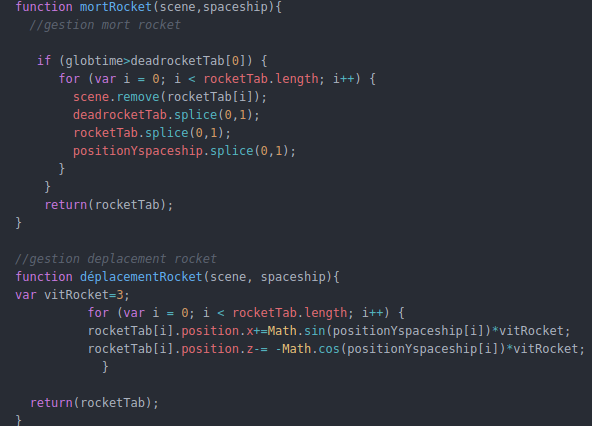 function mortRocket(scene,spaceship){
//gestion mort rocket
if (globtime>deadrocketTab[0]) {
for (var i = 0; i < rocketTab.length; i++) {
scene.remove(rocketTab[i]);
deadrocketTab.splice(0,1);
rocketTab.splice(0,1);
positionYspaceship.splice(0,1);
}
}
return(rocketTab);
}
//gestion deplacement rocket
function déplacementRocket(scene, spaceship){
var vitRocket=3;
for (var i = 0; i < rocketTab.length; i++) {
rocketTab[i].position.x+=Math.sin(positionYspaceship[i])*vitRocket;
rocketTab[i].position.z-= -Math.cos(positionYspaceship[i])*vitRocket;
}
return(rocketTab);
}